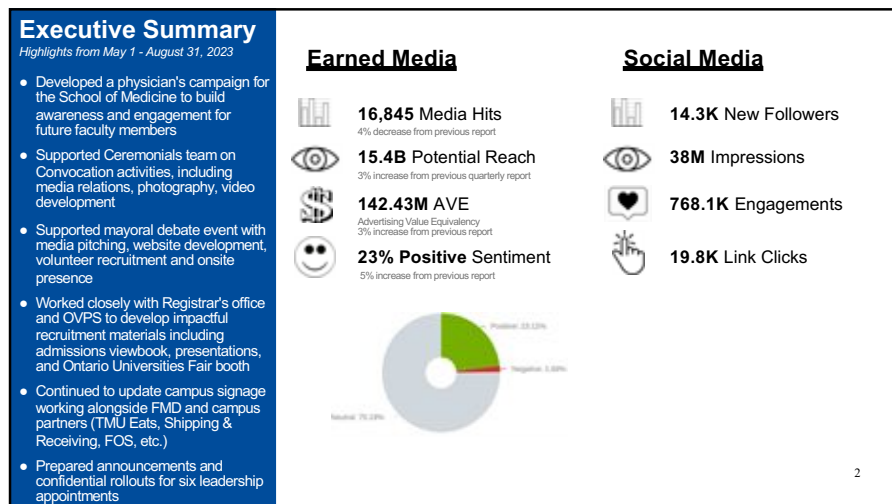 Executive Summary
Highlights from May 1 - August 31, 2023
● Developed a physician's campaign for
the School of Medicine to build
awareness and engagement for
future faculty members
● Supported Ceremonials team on
Convocation activities, including
media relations, photography, video
development
● Supported mayoral debate event with
media pitching, website development,
volunteer recruitment and onsite
presence
● Worked closely with Registrar's office
and OVPS to develop impactful
recruitment materials including
admissions viewbook, presentations,
and Ontario Universities Fair booth
● Continued to update campus signage
working alongside FMD and campus
partners (TMU Eats, Shipping &
Receiving, FOS, etc.)
● Prepared announcements and
confidential rollouts for six leadership
appointments
Earned Media
16,845 Media Hits
4% decrease from previous report
15.4B Potential Reach
3% increase from previous quarterly report
142.43M AVE
Advertising Value Equivalency
3% increase from previous report
23% Positive Sentiment
5% increase from previous report
Positive:
Negative:
Neutral:
Social Media
14.3K New Followers
38M Impressions
768.1K Engagements
19.8K Link Clicks
2